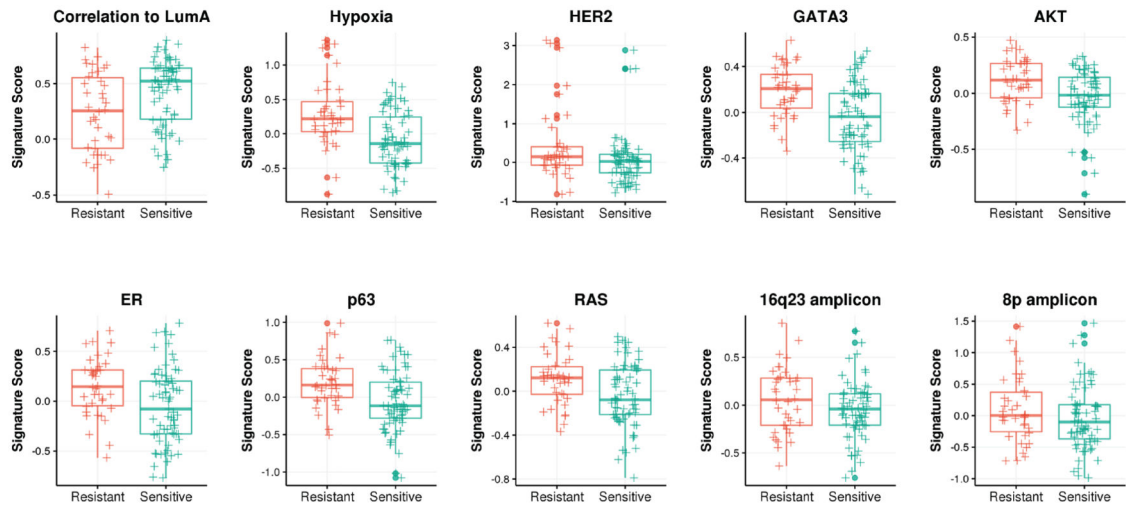 Correlation to LumA
Hypoxia
HER2
GATA3
AKT
Signature Score
0.5
0.0
-0.5
Resistant Sensitive
Signature Score
1.0
0.5
0.0
-0.5
Resistant Sensitive
Signature Score
3
2
1
0
-1
Resistant Sensitive
Signature Score
0.4
0.0
-0.4
Resistant Sensitive
Signature Score
0.5
0.0
-0.5
Resistant Sensitive
ER
p63
RAS
16q23 amplicon
8p amplicon
Signature Score
0.5
0.0
-0.5
Resistant Sensitive
Signature Score
1.0
0.5
0.0
-0.5
-1.0
Resistant Sensitive
Signature Score
0.4
0.0
-0.4
-0.8
Resistant Sensitive
Signature Score
0.5
0.0
-0.5
Resistant Sensitive
Signature Score
1.5
1.0
0.5
0.0
-0.5
-1.0
Resistant Sensitive